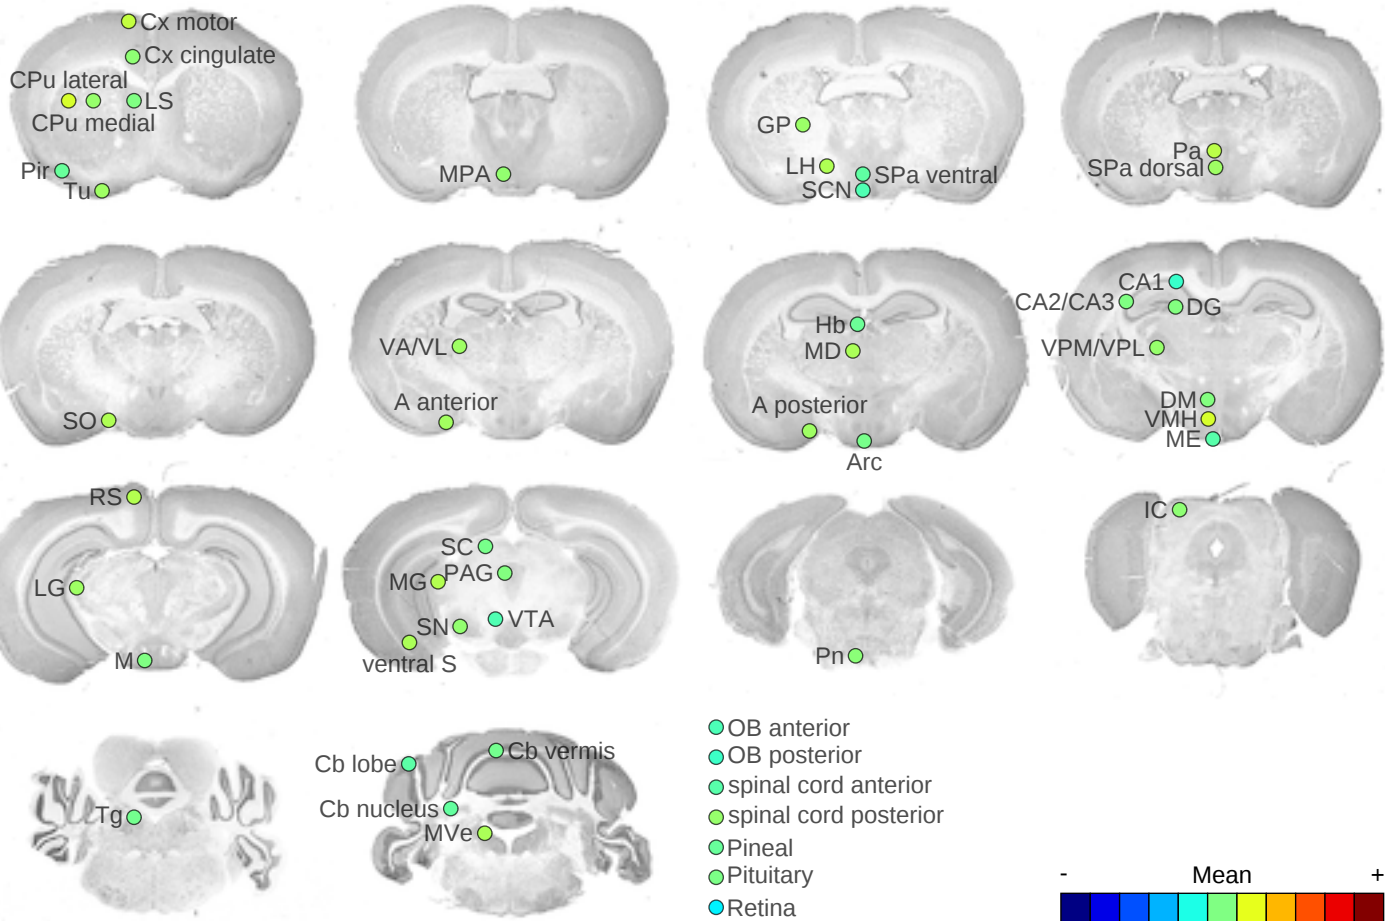 Cx motor
Cx cingulate
CPu lateral
LS
CPu medial
Pir
Tu
MPA
GP
LH
SPa ventral
SCN
Pa
SPa dorsal
SO
VA/VL
A anterior
Hb
MD
A posterior
Arc
CA1
CA2/CA3
DG
VPM/VPL
DM
VMH
ME
RS
LG
M
SC
MG
PAG
SN
VTA
ventral S
Pn
IC
Tg
Cb lobe
Cb vermis
Cb nucleus
MVe
OB anterior
OB posterior
spinal cord anterior
spinal cord posterior
Pineal
Pituitary
Retina
- Mean +